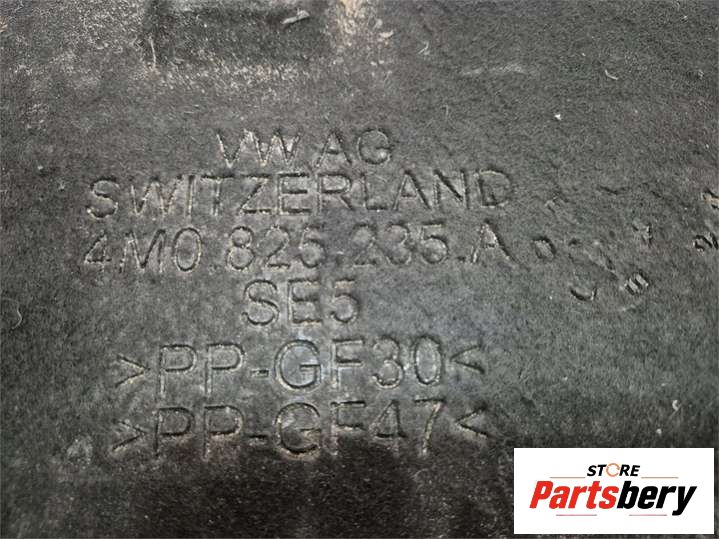 VW AG
SWITZERLAND
4M0.825.235.A
SE5
>PP-GF30<
>PP-GF47<
STORE
Partsbery